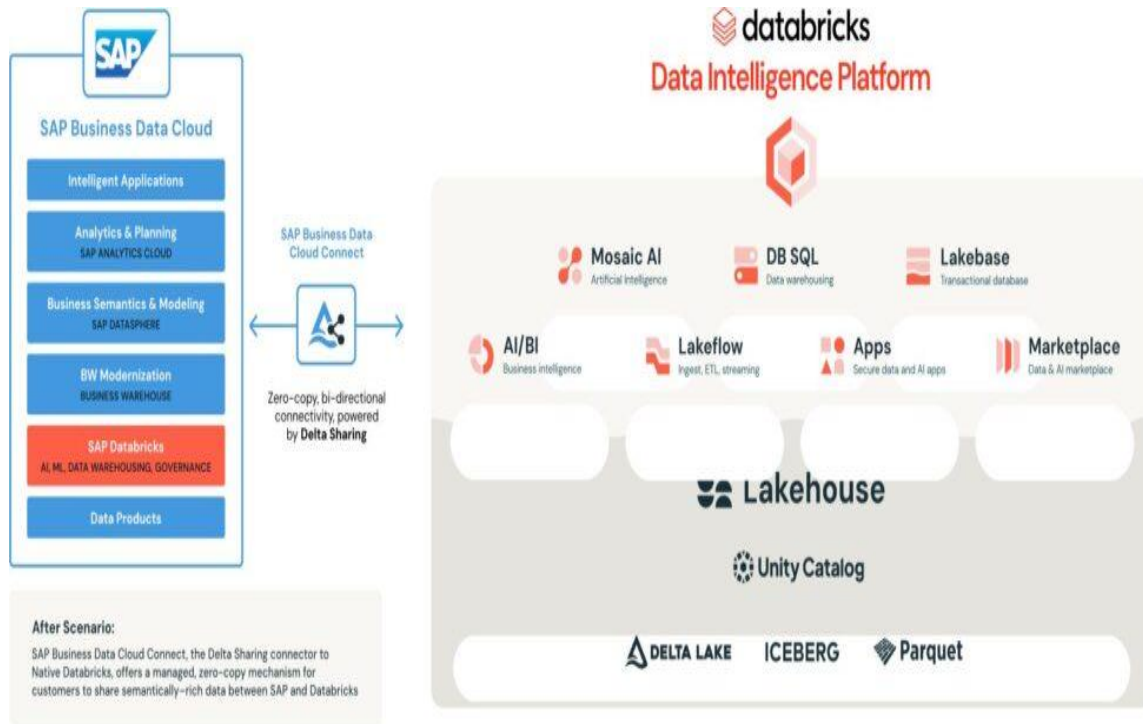 SAP
SAP Business Data Cloud
Intelligent Applications
Analytics & Planning
SAP ANALYTICS CLOUD
Business Semantics & Modeling
SAP DATASPHERE
BW Modernization
BUSINESS WAREHOUSE
SAP Databricks
AI, ML, DATA WAREHOUSING, GOVERNANCE
Data Products
SAP Business Data
Cloud Connect
Zero-copy, bi-directional
connectivity, powered
by Delta Sharing
After Scenario:
SAP Business Data Cloud Connect, the Delta Sharing connector to
Native Databricks, offers a managed, zero-copy mechanism for
customers to share semantically-rich data between SAP and Databricks
databricks
Data Intelligence Platform
Mosaic AI
Artificial Intelligence
DB SQL
Data warehousing
Lakebase
Transactional database
AI/BI
Business intelligence
Lakeflow
Ingest, ETL, streaming
Apps
Secure data and AI apps
Marketplace
Data & AI marketplace
Lakehouse
Unity Catalog
DELTA LAKE
ICEBERG
Parquet